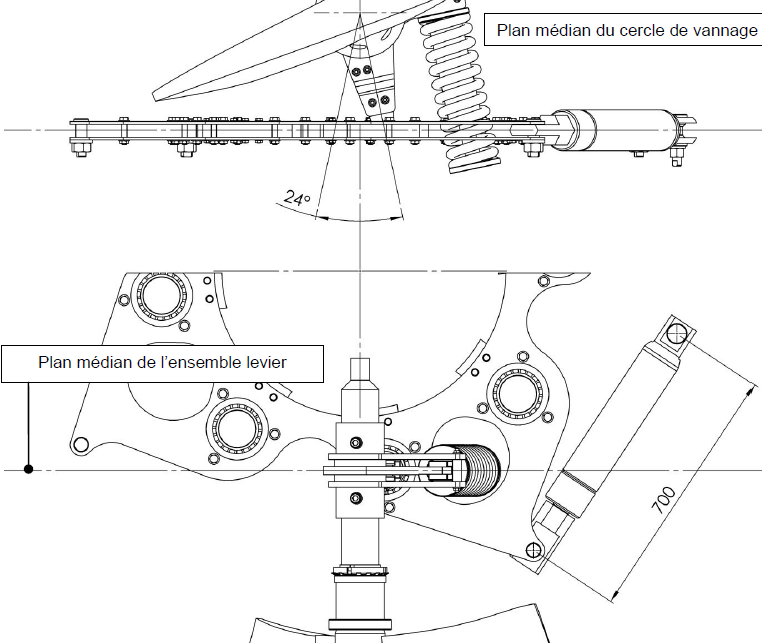 Plan médian du cercle de vannage
24°
Plan médian de l'ensemble levier
700